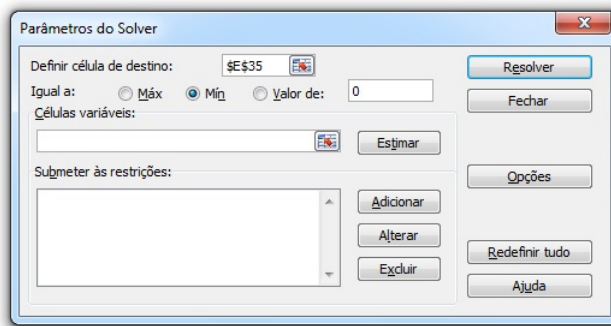 Parâmetros do Solver
Definir célula de destino: $E$35
Igual a: Máx Mín Valor de: 0
Células variáveis:
Estimar
Submeter às restrições:
Adicionar
Alterar
Excluir
Resolver
Fechar
Opções
Redefinir tudo
Ajuda